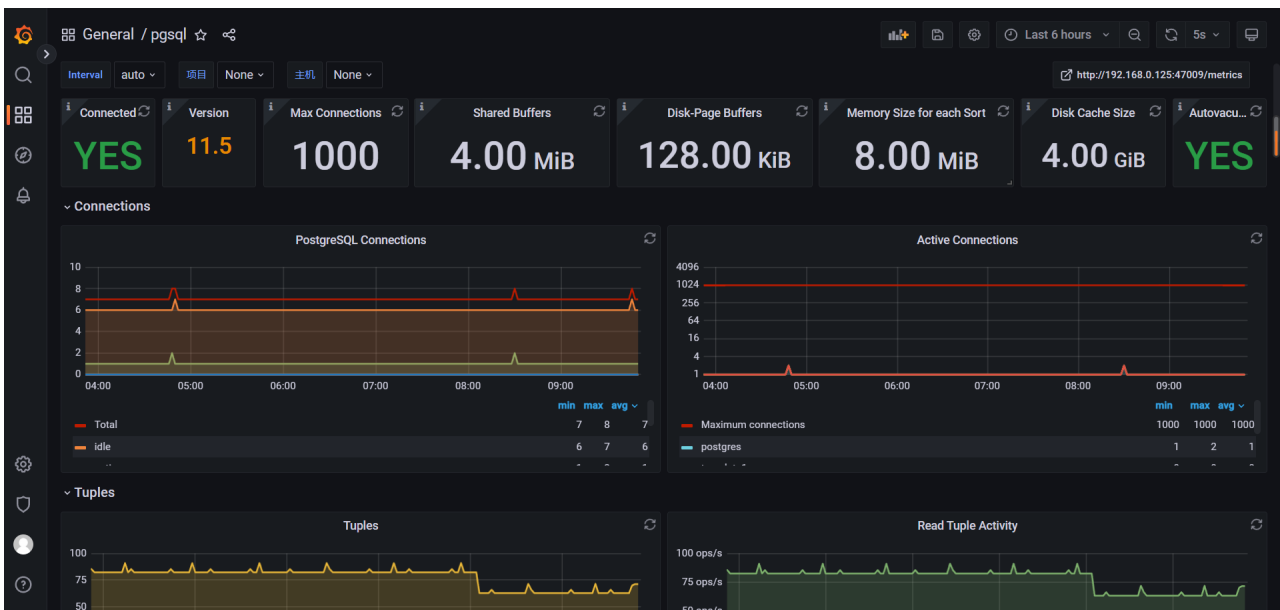 General / pgsql
Last 6 hours
5s
Interval auto 项目 None 主机 None
http://192.168.0.125:47009/metrics
Connected
YES
Version
11.5
Max Connections
1000
Shared Buffers
4.00 MiB
Disk-Page Buffers
128.00 KiB
Memory Size for each Sort
8.00 MiB
Disk Cache Size
4.00 GiB
Autovacu...
YES
Connections
PostgreSQL Connections
10
8
6
4
2
0
04:00 05:00 06:00 07:00 08:00 09:00
min max avg
Total 7 8 7
idle 6 7 6
Active Connections
4096
1024
256
64
16
4
1
04:00 05:00 06:00 07:00 08:00 09:00
min max avg
Maximum connections 1000 1000 1000
postgres 1 2 1
Tuples
Tuples
100
75
50
Read Tuple Activity
100 ops/s
75 ops/s
50 ops/s